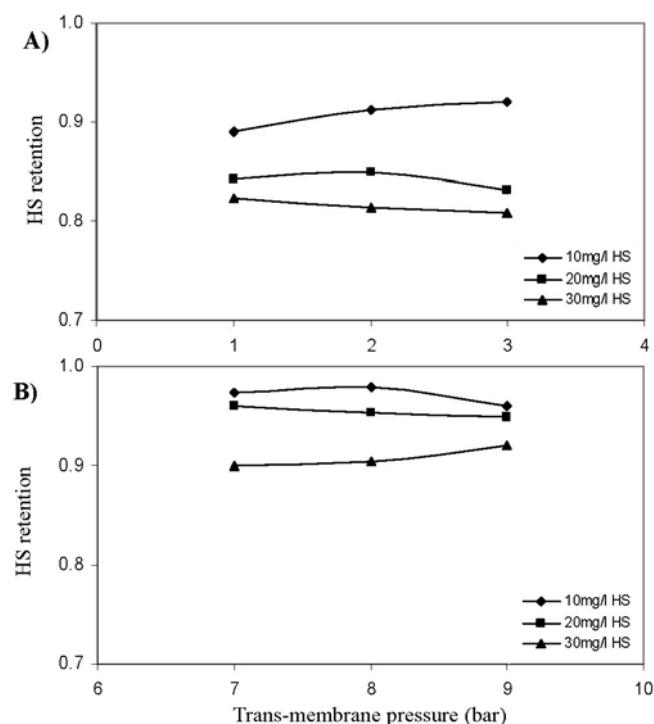 A)
1.0
0.9
0.8
0.7
HS retention
10mg/l HS
20mg/l HS
30mg/l HS
0 1 2 3 4
B)
1.0
0.9
0.8
0.7
HS retention
10mg/l HS
20mg/l HS
30mg/l HS
6 7 8 9 10
Trans-membrane pressure (bar)